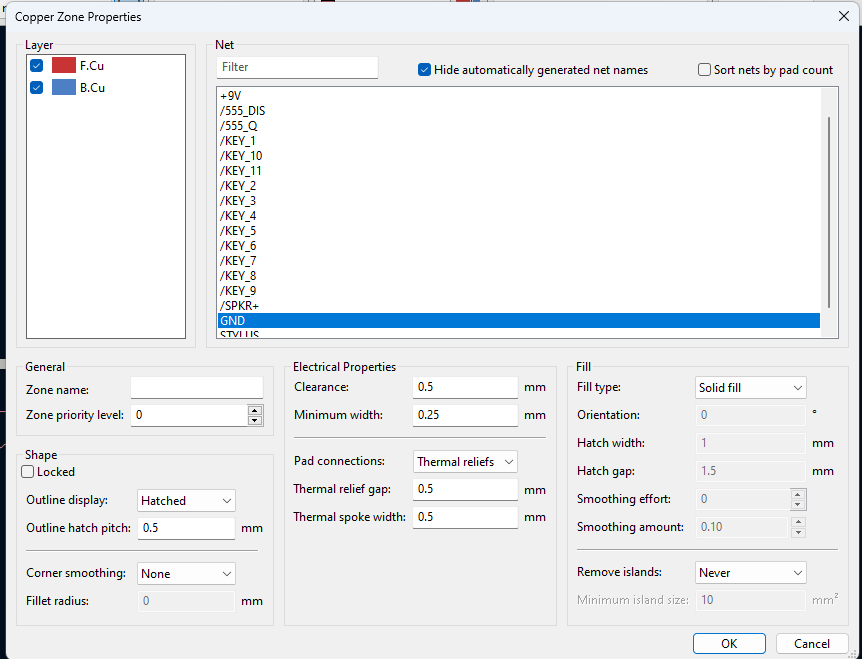 Copper Zone Properties
Layer
F.Cu
B.Cu
Net
Filter
Hide automatically generated net names
Sort nets by pad count
+9V
/555_DIS
/555_Q
/KEY_1
/KEY_10
/KEY_11
/KEY_2
/KEY_3
/KEY_4
/KEY_5
/KEY_6
/KEY_7
/KEY_8
/KEY_9
/SPKR+
GND
STYLUS
General
Zone name:
Zone priority level: 0
Shape
Locked
Outline display: Hatched
Outline hatch pitch: 0.5 mm
Corner smoothing: None
Fillet radius: 0 mm
Electrical Properties
Clearance: 0.5 mm
Minimum width: 0.25 mm
Pad connections: Thermal reliefs
Thermal relief gap: 0.5 mm
Thermal spoke width: 0.5 mm
Fill
Fill type: Solid fill
Orientation: 0 °
Hatch width: 1 mm
Hatch gap: 1.5 mm
Smoothing effort: 0
Smoothing amount: 0.10
Remove islands: Never
Minimum island size: 10 mm²
OK
Cancel